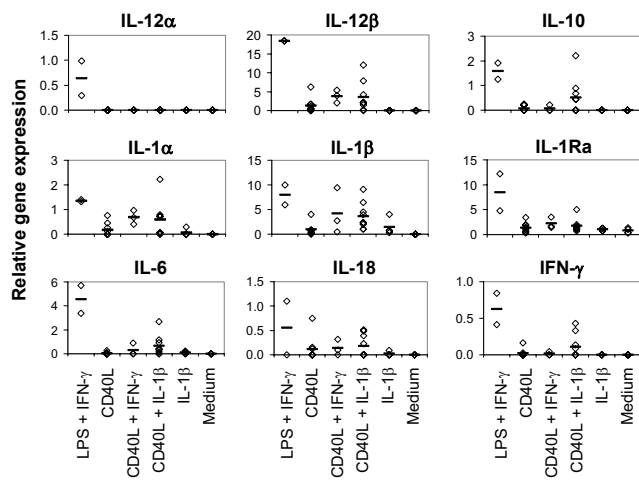 IL-12α
IL-12β
IL-10
1.5
1.0
0.5
0.0
20
15
10
5
0
3
2
1
0
IL-1α
IL-1β
IL-1Ra
3
2
1
0
15
10
5
0
15
10
5
0
IL-6
IL-18
IFN-γ
6
4
2
0
1.5
1.0
0.5
0.0
1.0
0.5
0.0
Relative gene expression
LPS + IFN-γ
CD40L
CD40L + IFN-γ
CD40L + IL-1β
IL-1β
Medium
LPS + IFN-γ
CD40L
CD40L + IFN-γ
CD40L + IL-1β
IL-1β
Medium
LPS + IFN-γ
CD40L
CD40L + IFN-γ
CD40L + IL-1β
IL-1β
Medium